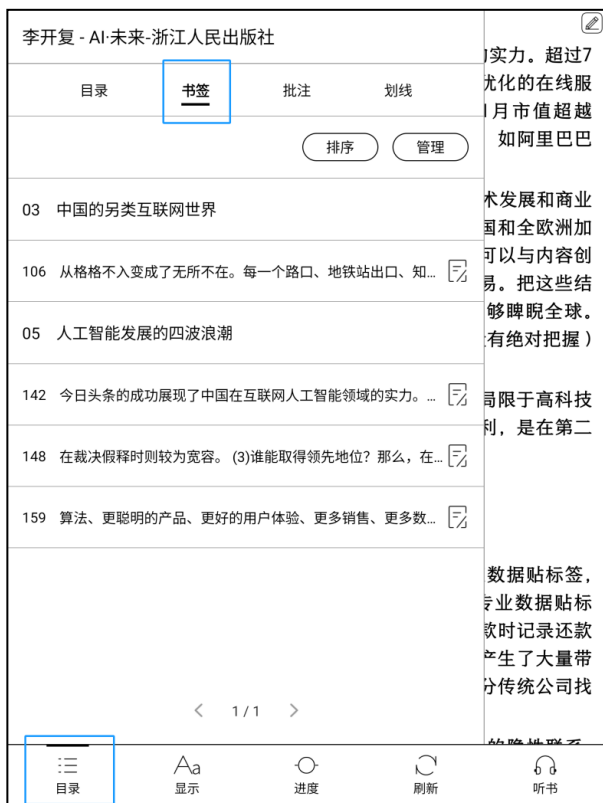 李开复 - AI·未来-浙江人民出版社
目录 书签 批注 划线
排序 管理
03 中国的另类互联网世界
106 从格格不入变成了无所不在。每一个路口、地铁站出口、知...
05 人工智能发展的四波浪潮
142 今日头条的成功展现了中国在互联网人工智能领域的实力。...
148 在裁决假释时则较为宽容。 (3)谁能取得领先地位?那么,在...
159 算法、更聪明的产品、更好的用户体验、更多销售、更多数...
1 / 1
实力。超过7
优化的在线服
月市值超越
如阿里巴巴
术发展和商业
国和全欧洲加
可以与内容创
易。把这些结
够睥睨全球。
有绝对把握)
局限于高科技
利,是在第二
数据贴标签,
专业数据贴标
款时记录还款
产生了大量带
分传统公司找
目录 Aa 显示 进度 刷新 听书